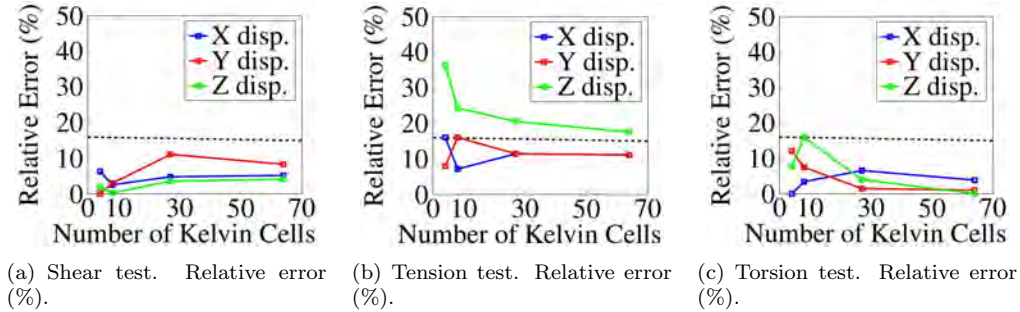 50
40
30
20
10
0
Relative Error (%)
X disp.
Y disp.
Z disp.
0 10 30 50 70
Number of Kelvin Cells
(a) Shear test. Relative error
(%).
50
40
30
20
10
0
Relative Error (%)
X disp.
Y disp.
Z disp.
0 10 30 50 70
Number of Kelvin Cells
(b) Tension test. Relative error
(%).
50
40
30
20
10
0
Relative Error (%)
X disp.
Y disp.
Z disp.
0 10 30 50 70
Number of Kelvin Cells
(c) Torsion test. Relative error
(%).